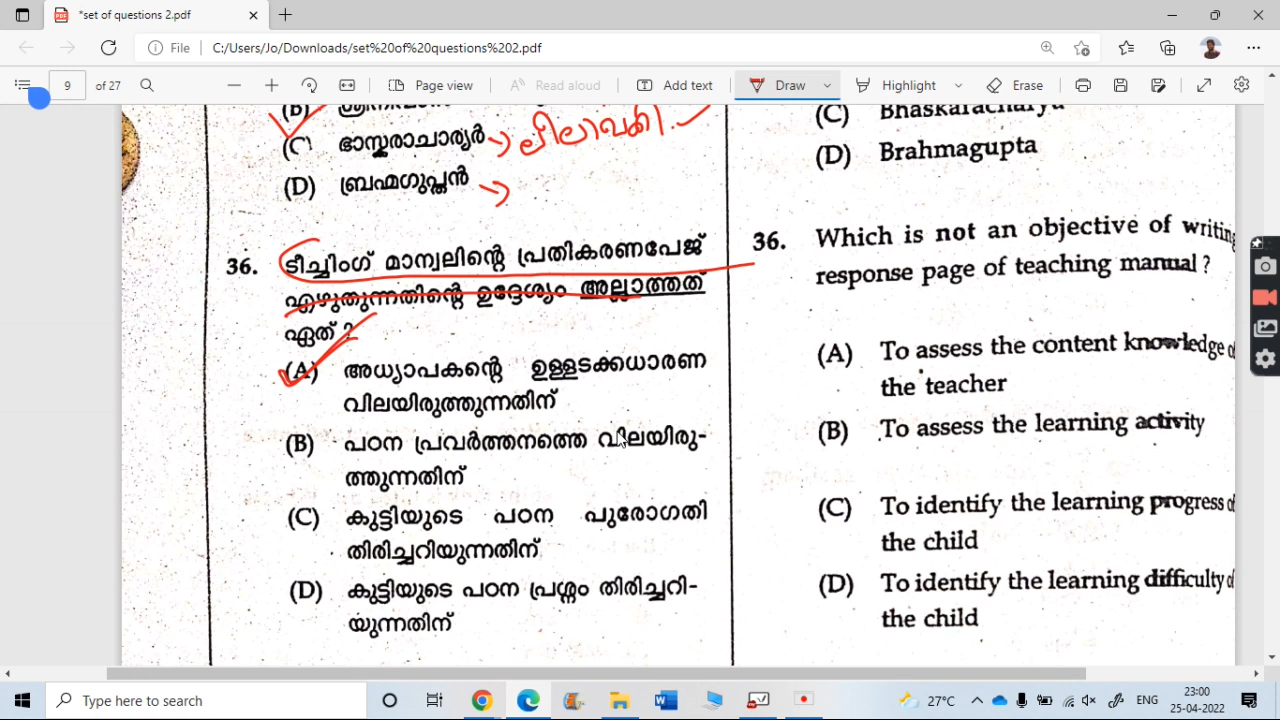 *set of questions 2.pdf
File
C:/Users/Jo/Downloads/set%20of%20questions%202.pdf
9 of 27
Page view
Read aloud
Add text
Draw
Highlight
Erase
(B)
(C) ഭാസ്കരാചാര്യർ → ലീലാവതി
(D) ബ്രഹ്മഗുപ്തൻ →
36. ടീച്ചിംഗ് മാന്വലിന്റെ പ്രതികരണപേജ്
എഴുതുന്നതിന്റെ ഉദ്ദേശ്യം അല്ലാത്തത്
ഏത് ?
(A) അധ്യാപകന്റെ ഉള്ളടക്കധാരണ
വിലയിരുത്തുന്നതിന്
(B) പഠന പ്രവർത്തനത്തെ വിലയിരു-
ത്തുന്നതിന്
(C) കുട്ടിയുടെ പഠന പുരോഗതി
തിരിച്ചറിയുന്നതിന്
(D) കുട്ടിയുടെ പഠന പ്രശ്നം തിരിച്ചറി-
യുന്നതിന്
(C) Bhaskaracharya
(D) Brahmagupta
36. Which is not an objective of writing
response page of teaching manual ?
(A) To assess the content knowledge of
the teacher
(B) To assess the learning activity
(C) To identify the learning progress of
the child
(D) To identify the learning difficulty of
the child
Type here to search
27°C
ENG
23:00
25-04-2022